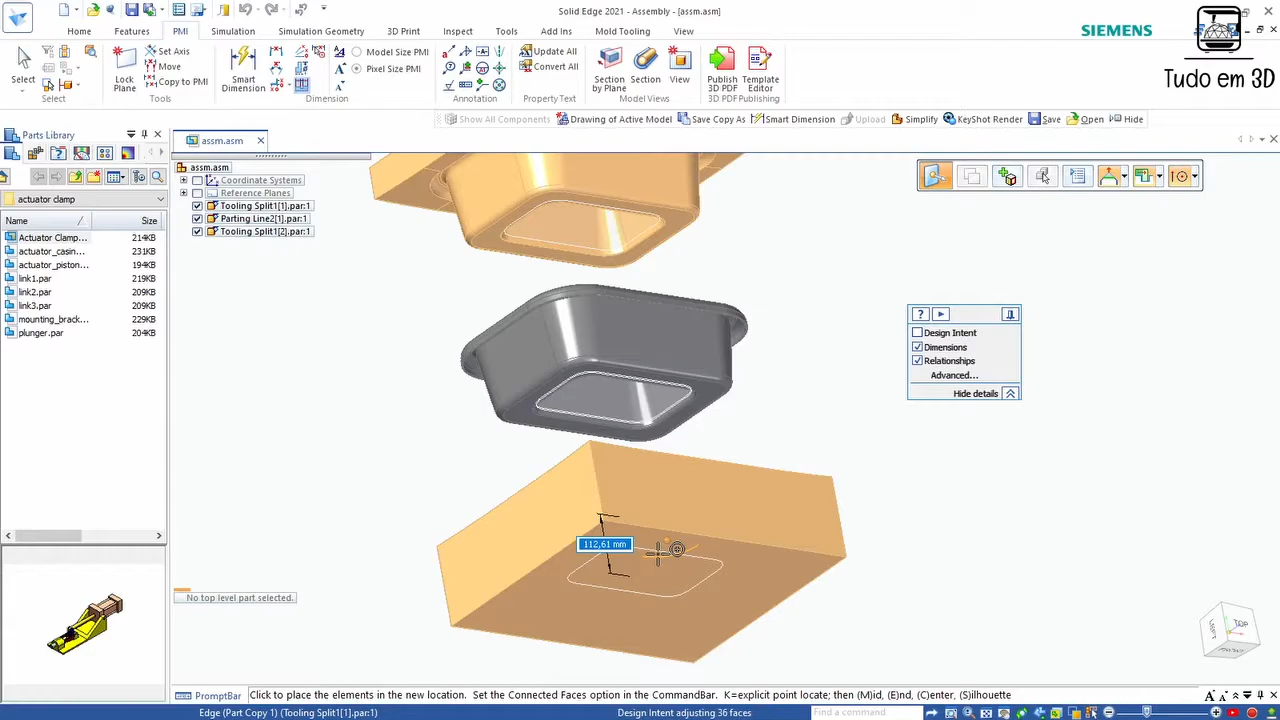 Solid Edge 2021 - Assembly - [assm.asm]
Home Features PMI Simulation Simulation Geometry 3D Print Inspect Tools Add Ins Mold Tooling View
SIEMENS
Tudo em 3D
Select
Lock Plane
Set Axis
Move
Copy to PMI
Smart Dimension
Model Size PMI
Pixel Size PMI
Update All
Convert All
Section by Plane
Section
View
Publish 3D PDF
Template Editor
Select Tools Dimension Annotation Property Text Model Views 3D PDF Publishing
Show All Components Drawing of Active Model Save Copy As Smart Dimension Upload Simplify KeyShot Render Save Open Hide
Parts Library
assm.asm
actuator clamp
Name Size
Actuator Clamp... 214KB
actuator_casin... 231KB
actuator_piston... 194KB
link1.par 219KB
link2.par 209KB
link3.par 209KB
mounting_brack... 229KB
plunger.par 204KB
assm.asm
Coordinate Systems
Reference Planes
Tooling Split1[1].par:1
Parting Line2[1].par:1
Tooling Split1[2].par:1
Design Intent
Dimensions
Relationships
Advanced...
Hide details
112,61 mm
No top level part selected.
LEFT TOP
PromptBar Click to place the elements in the new location. Set the Connected Faces option in the CommandBar. K=explicit point locate; then (M)id, (E)nd, (C)enter, (S)ilhouette
Edge (Part Copy 1) (Tooling Split1[1].par:1) Design Intent adjusting 36 faces Find a command